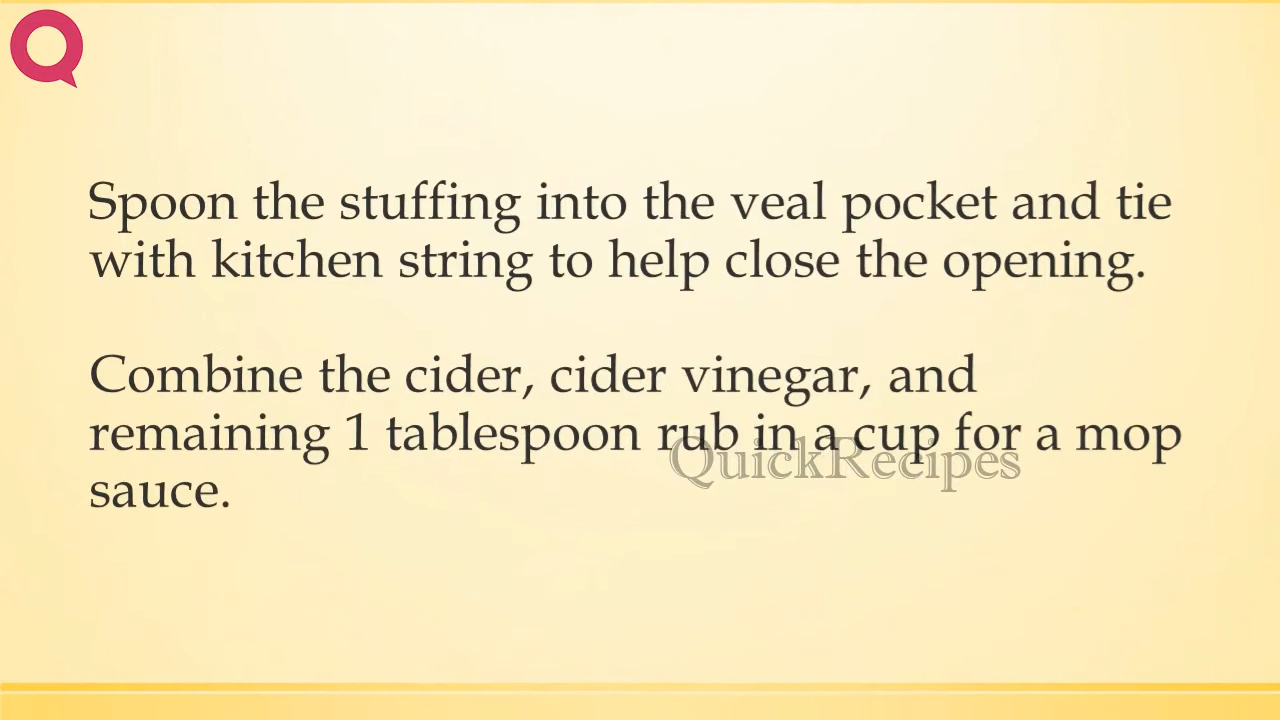 Spoon the stuffing into the veal pocket and tie
with kitchen string to help close the opening.
Combine the cider, cider vinegar, and
remaining 1 tablespoon rub in a cup for a mop
QuickRecipes
sauce.